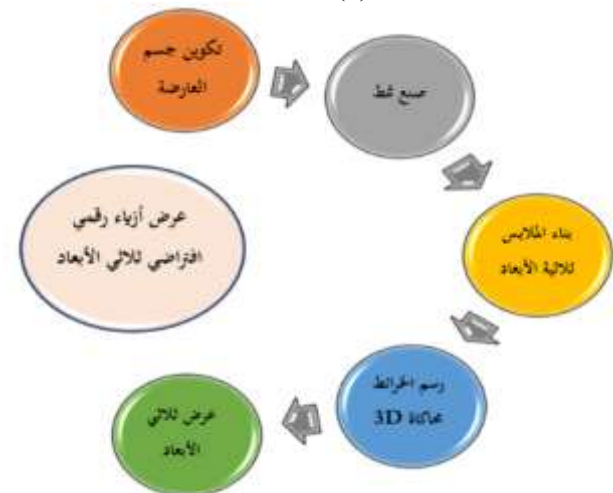 تكوين جسم
العارضة
صنع نمط
بناء الملابس
ثلاثية الأبعاد
رسم الخرائط
محاكاة 3D
عرض ثلاثي
الأبعاد
عرض أزياء رقمي
افتراضي ثلاثي الأبعاد